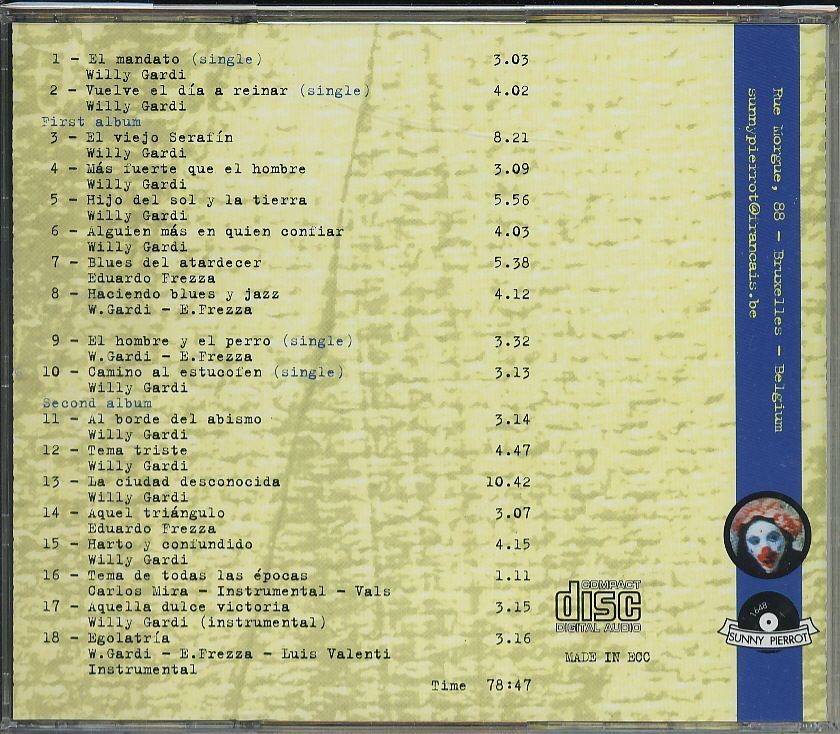 1 - El mandato (single) 3.03
Willy Gardi
2 - Vuelve el día a reinar (single) 4.02
Willy Gardi
First album
3 - El viejo Serafín 8.21
Willy Gardi
4 - Más fuerte que el hombre 3.09
Willy Gardi
5 - Hijo del sol y la tierra 5.56
Willy Gardi
6 - Alguien más en quien confiar 4.03
Willy Gardi
7 - Blues del atardecer 5.38
Eduardo Frezza
8 - Haciendo blues y jazz 4.12
W.Gardi - E.Frezza
9 - El hombre y el perro (single) 3.32
W.Gardi - E.Frezza
10 - Camino al estucofen (single) 3.13
Willy Gardi
Second album
11 - Al borde del abismo 3.14
Willy Gardi
12 - Tema triste 4.47
Willy Gardi
13 - La ciudad desconocida 10.42
Willy Gardi
14 - Aquel triángulo 3.07
Eduardo Frezza
15 - Harto y confundido 4.15
Willy Gardi
16 - Tema de todas las épocas 1.11
Carlos Mira - Instrumental - Vals
17 - Aquella dulce victoria 3.15
Willy Gardi (instrumental)
18 - Egolatría 3.16
W.Gardi - E.Frezza - Luis Valenti
Instrumental
Time 78:47
COMPACT
disc
DIGITAL AUDIO
MADE IN ECC
Rue Morgue, 88 - Bruxelles - Belgium
sunnypierrot@francais.be
1648
SUNNY PIERROT